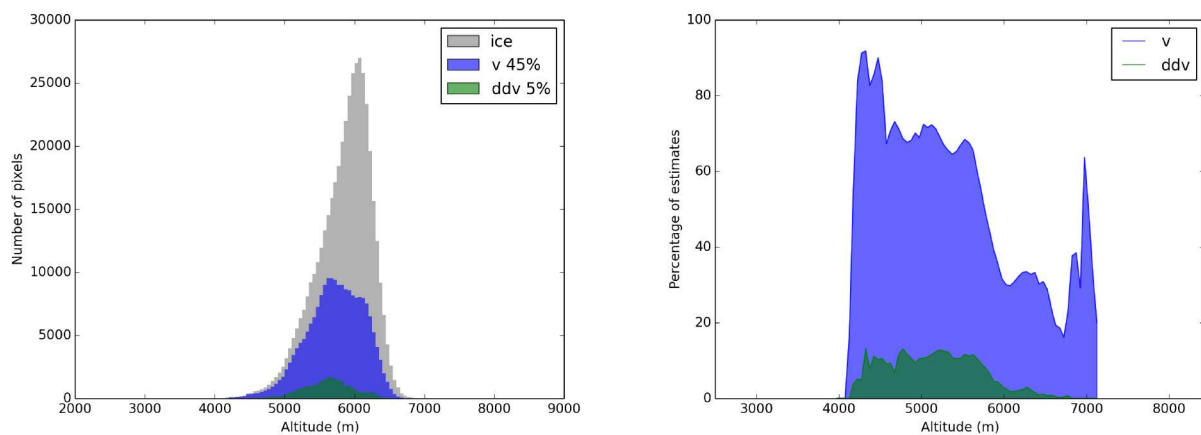 30000
25000
20000
15000
10000
5000
0
Number of pixels
2000 3000 4000 5000 6000 7000 8000 9000
Altitude (m)
ice
v 45%
ddv 5%
100
80
60
40
20
0
Percentage of estimates
3000 4000 5000 6000 7000 8000
Altitude (m)
v
ddv